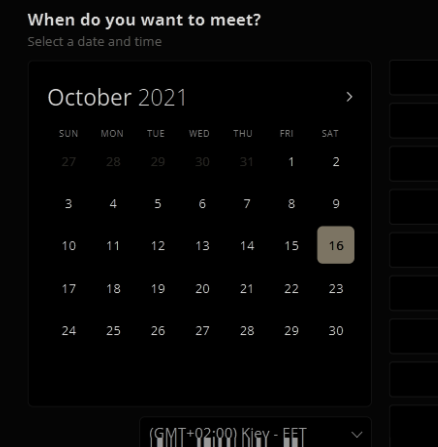 When do you want to meet?
Select a date and time
October 2021
SUN MON TUE WED THU FRI SAT
27 28 29 30 31 1 2
3 4 5 6 7 8 9
10 11 12 13 14 15 16
17 18 19 20 21 22 23
24 25 26 27 28 29 30
(GMT+02:00) Kiev - EET